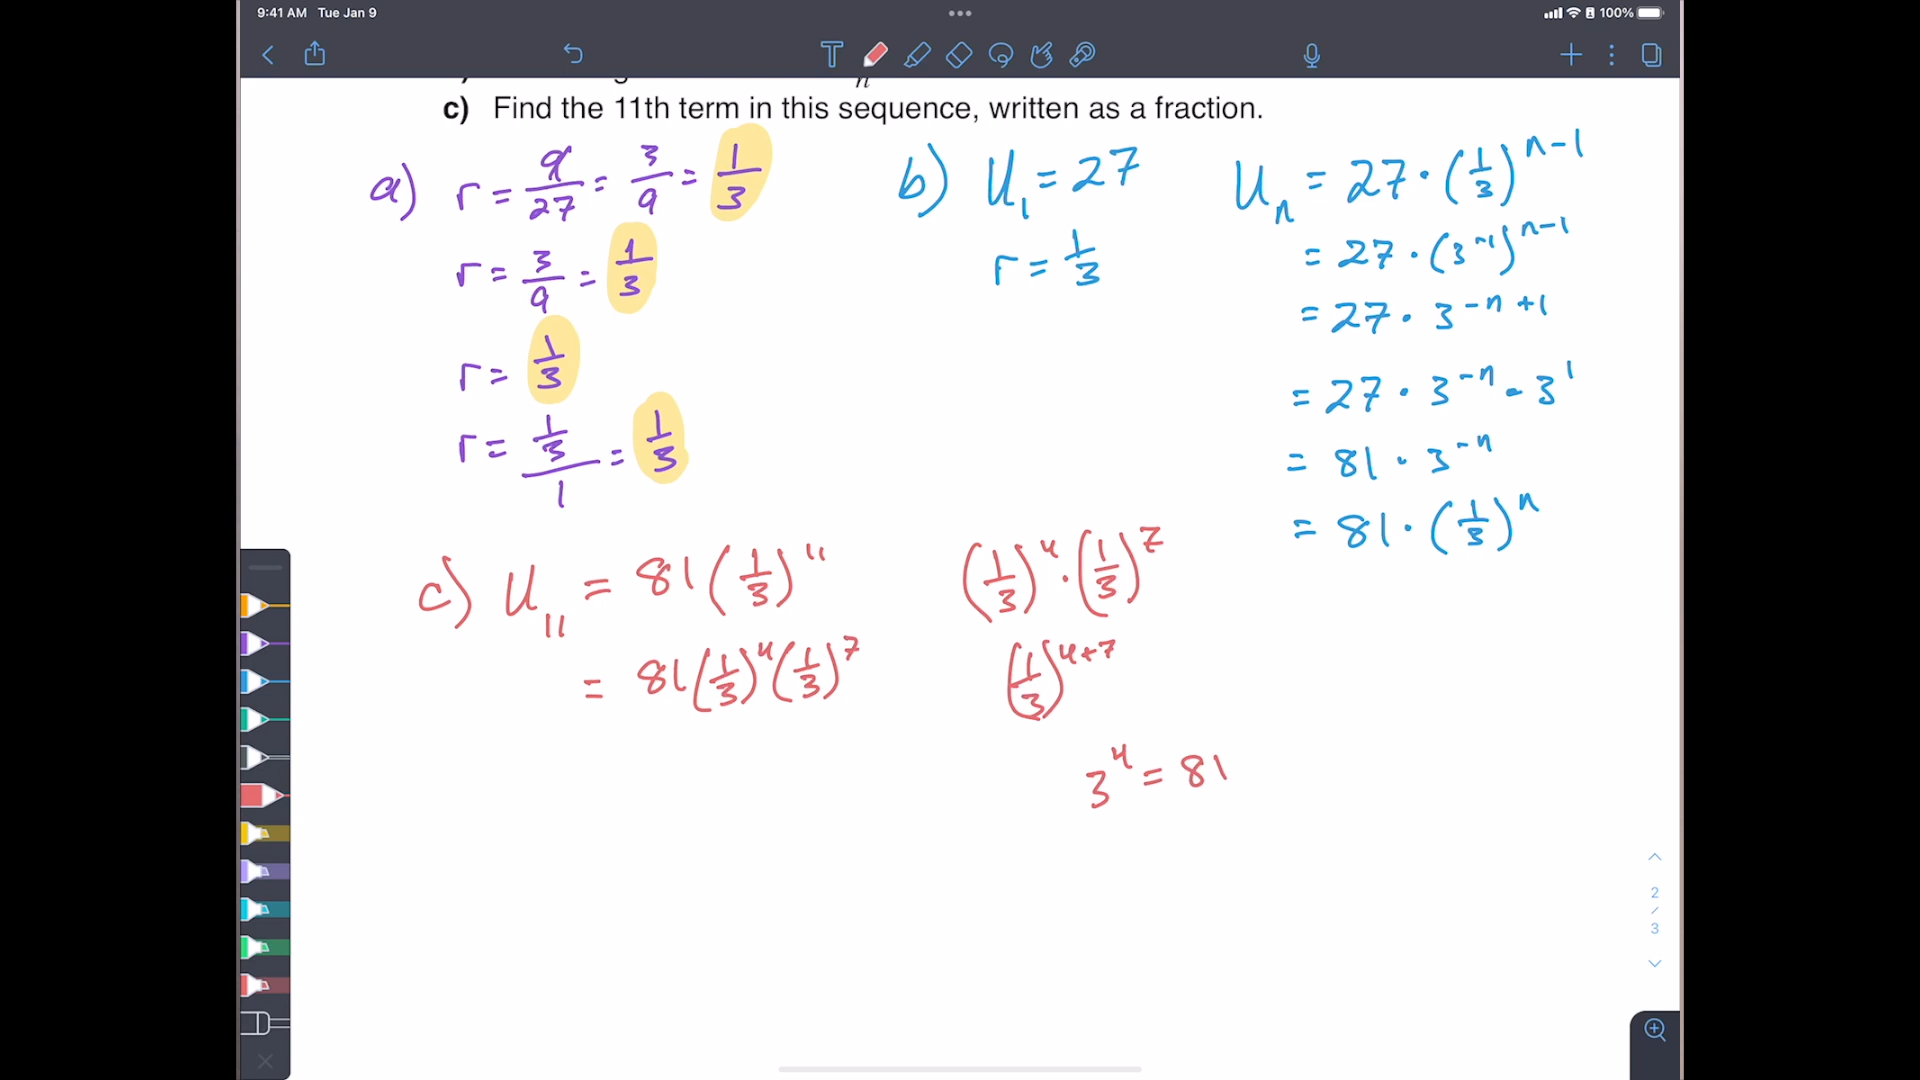 9:41 AM Tue Jan 9
100%
n
c) Find the 11th term in this sequence, written as a fraction.
a) r = 9/27 = 3/9 = 1/3
r = 3/9 = 1/3
r = 1/3
r = (1/3)/1 = 1/3
b) U₁ = 27
r = 1/3
Uₙ = 27 · (1/3)ⁿ⁻¹
= 27 · (3⁻¹)ⁿ⁻¹
= 27 · 3⁻ⁿ⁺¹
= 27 · 3⁻ⁿ · 3¹
= 81 · 3⁻ⁿ
= 81 · (1/3)ⁿ
c) U₁₁ = 81(1/3)¹¹
= 81(1/3)⁴(1/3)⁷
(1/3)⁴ · (1/3)⁷
(1/3)⁴⁺⁷
3⁴ = 81
2
/
3